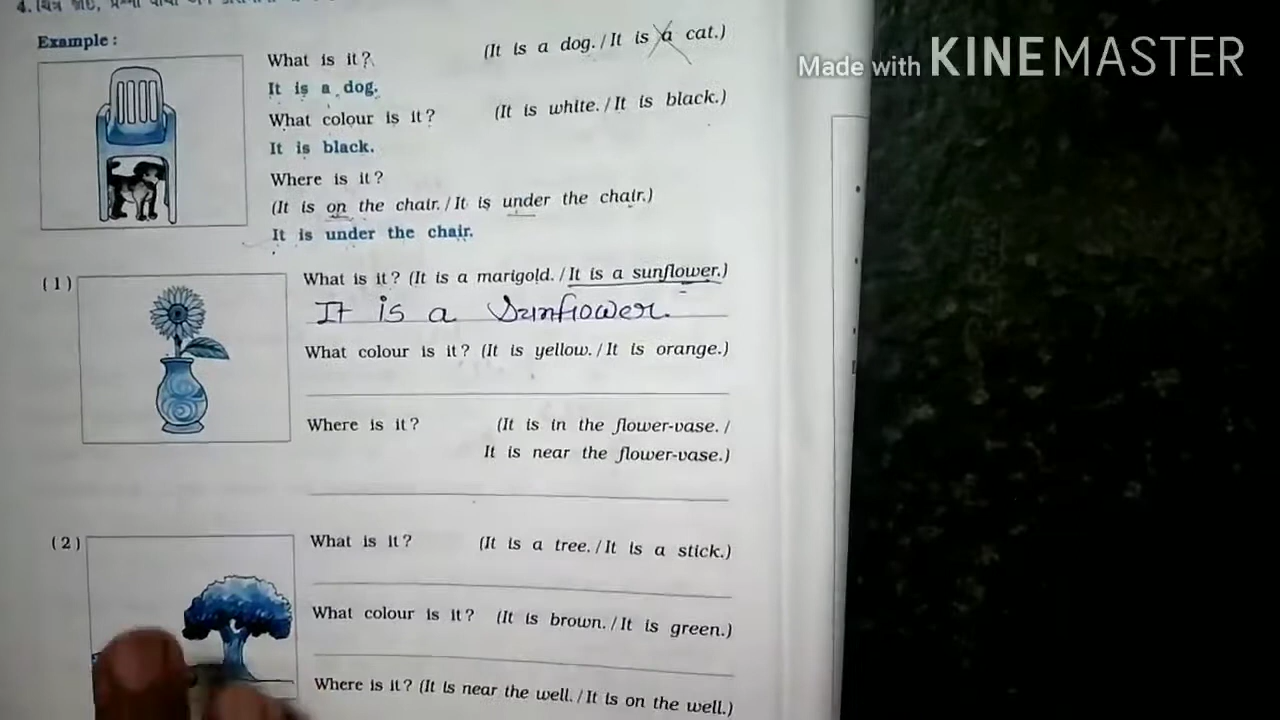 4.
Example :
What is it? (It is a dog. / It is a cat.)
It is a dog.
What colour is it? (It is white. / It is black.)
It is black.
Where is it?
(It is on the chair. / It is under the chair.)
It is under the chair.
(1) What is it? (It is a marigold. / It is a sunflower.)
It is a Sunflower.
What colour is it? (It is yellow. / It is orange.)
Where is it? (It is in the flower-vase. /
It is near the flower-vase.)
(2) What is it? (It is a tree. / It is a stick.)
What colour is it? (It is brown. / It is green.)
Where is it? (It is near the well. / It is on the well.)
Made with KINEMASTER